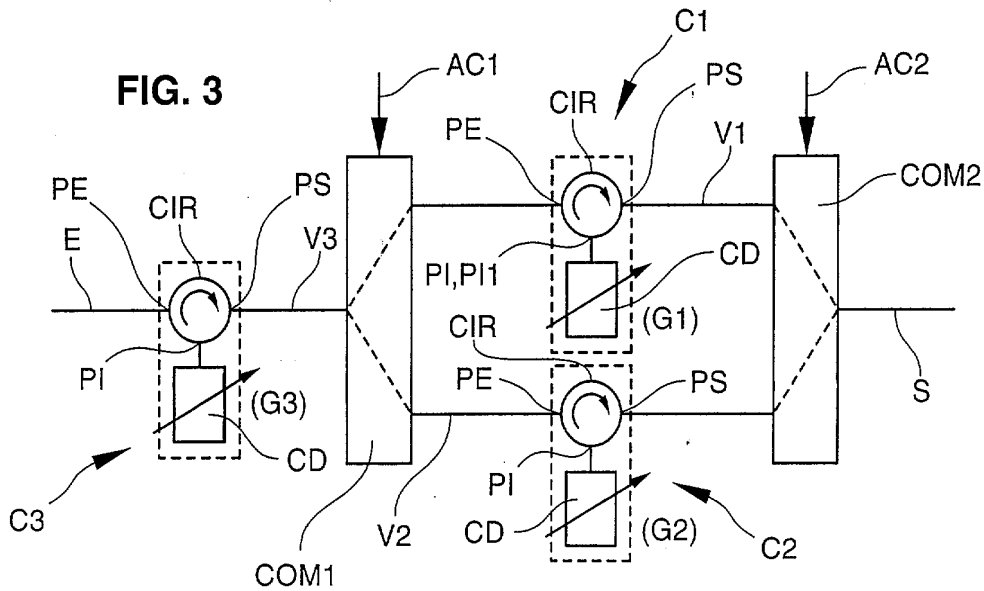 FIG. 3
AC1
C1
AC2
CIR
PS
PE
V1
COM2
PE
CIR
PS
E
V3
PI,PI1
CD
(G1)
CIR
PI
PE
PS
S
(G3)
CD
PI
C3
V2
CD
(G2)
C2
COM1